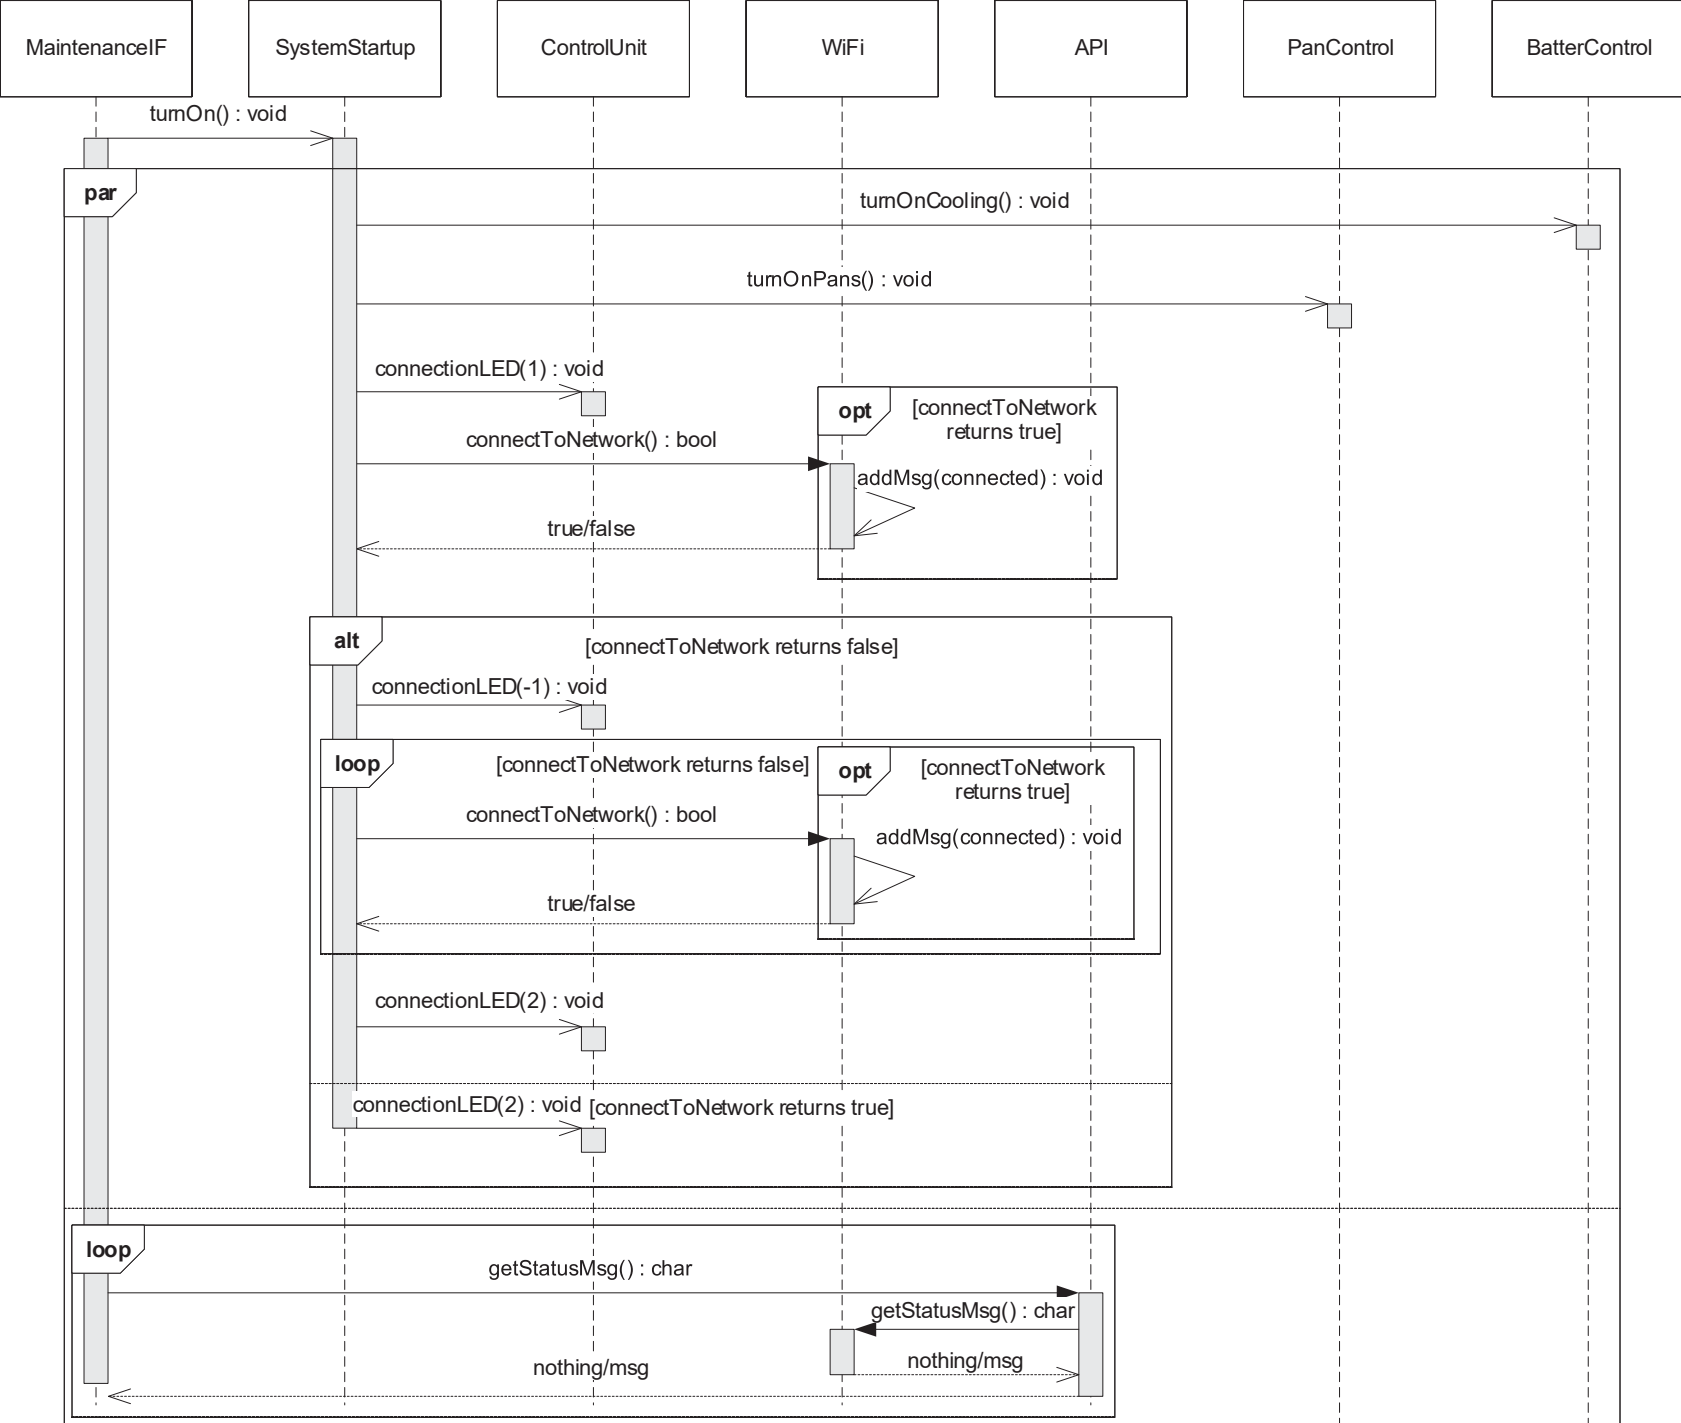 MaintenanceIF
SystemStartup
ControlUnit
WiFi
API
PanControl
BatterControl
turnOn() : void
par
turnOnCooling() : void
turnOnPans() : void
connectionLED(1) : void
opt
[connectToNetwork
returns true]
connectToNetwork() : bool
addMsg(connected) : void
true/false
alt
[connectToNetwork returns false]
connectionLED(-1) : void
loop
[connectToNetwork returns false]
opt
[connectToNetwork
returns true]
connectToNetwork() : bool
addMsg(connected) : void
true/false
connectionLED(2) : void
connectionLED(2) : void
[connectToNetwork returns true]
loop
getStatusMsg() : char
getStatusMsg() : char
nothing/msg
nothing/msg